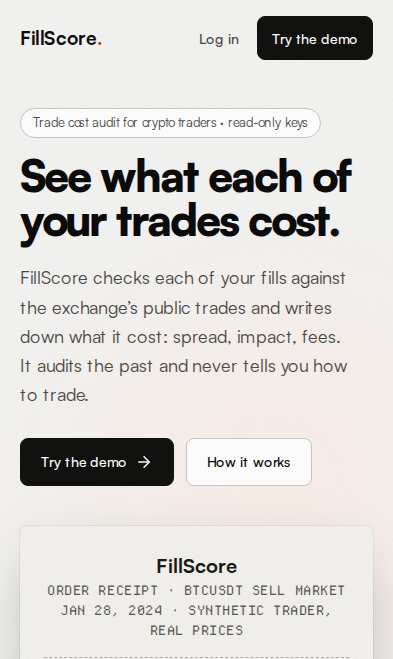 FillScore.
Log in
Try the demo
Trade cost audit for crypto traders · read-only keys
See what each of
your trades cost.
FillScore checks each of your fills against
the exchange’s public trades and writes
down what it cost: spread, impact, fees.
It audits the past and never tells you how
to trade.
Try the demo →
How it works
FillScore
ORDER RECEIPT · BTCUSDT SELL MARKET
JAN 28, 2024 · SYNTHETIC TRADER,
REAL PRICES